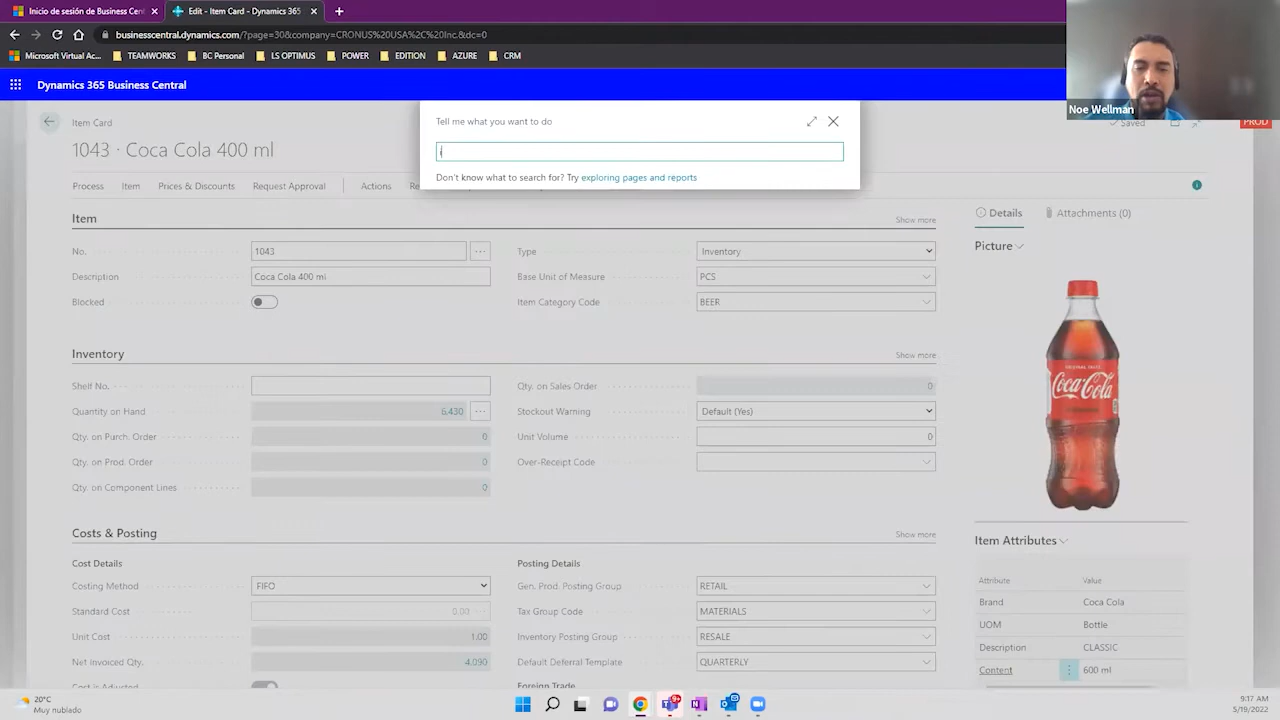 Inicio de sesión de Business Cent
Edit - Item Card - Dynamics 365
businesscentral.dynamics.com/?page=30&company=CRONUS%20USA%2C%20Inc.&dc=0
Microsoft Virtual Ac...
TEAMWORKS
BC Personal
LS OPTIMUS
POWER
EDITION
AZURE
CRM
Noe Wellman
Dynamics 365 Business Central
Tell me what you want to do
i
Don't know what to search for? Try exploring pages and reports
Item Card
Saved
PROD
1043 · Coca Cola 400 ml
Process Item Prices & Discounts Request Approval Actions
Item Show more
No. 1043
Description Coca Cola 400 ml
Blocked
Type Inventory
Base Unit of Measure PCS
Item Category Code BEER
Inventory Show more
Shelf No.
Quantity on Hand 6,430
Qty. on Purch. Order 0
Qty. on Prod. Order 0
Qty. on Component Lines 0
Qty. on Sales Order 0
Stockout Warning Default (Yes)
Unit Volume 0
Over-Receipt Code
Costs & Posting Show more
Cost Details
Costing Method FIFO
Standard Cost 0.00
Unit Cost 1.00
Net Invoiced Qty. 4,090
Cost is Adjusted
Posting Details
Gen. Prod. Posting Group RETAIL
Tax Group Code MATERIALS
Inventory Posting Group RESALE
Default Deferral Template QUARTERLY
Foreign Trade
Details Attachments (0)
Picture
ORIGINAL TASTE
Coca-Cola
Item Attributes
Attribute Value
Brand Coca Cola
UOM Bottle
Description CLASSIC
Content 600 ml
20°C
Muy nublado
9+
9:17 AM
5/19/2022